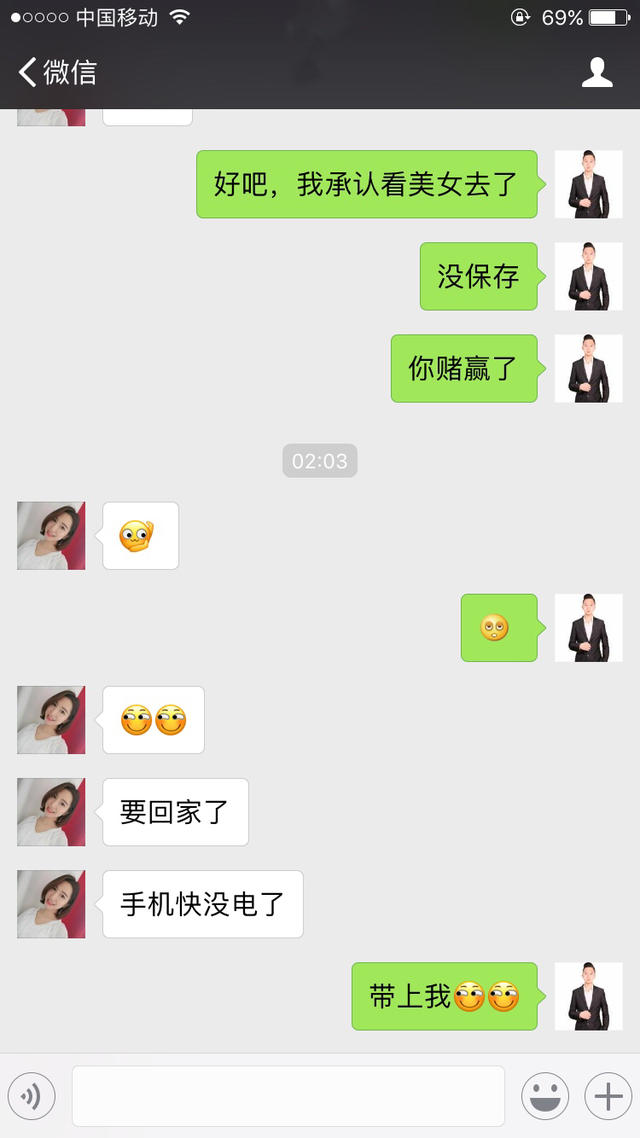 中国移动
69%
微信
好吧，我承认看美女去了
没保存
你赌赢了
02:03
要回家了
手机快没电了
带上我